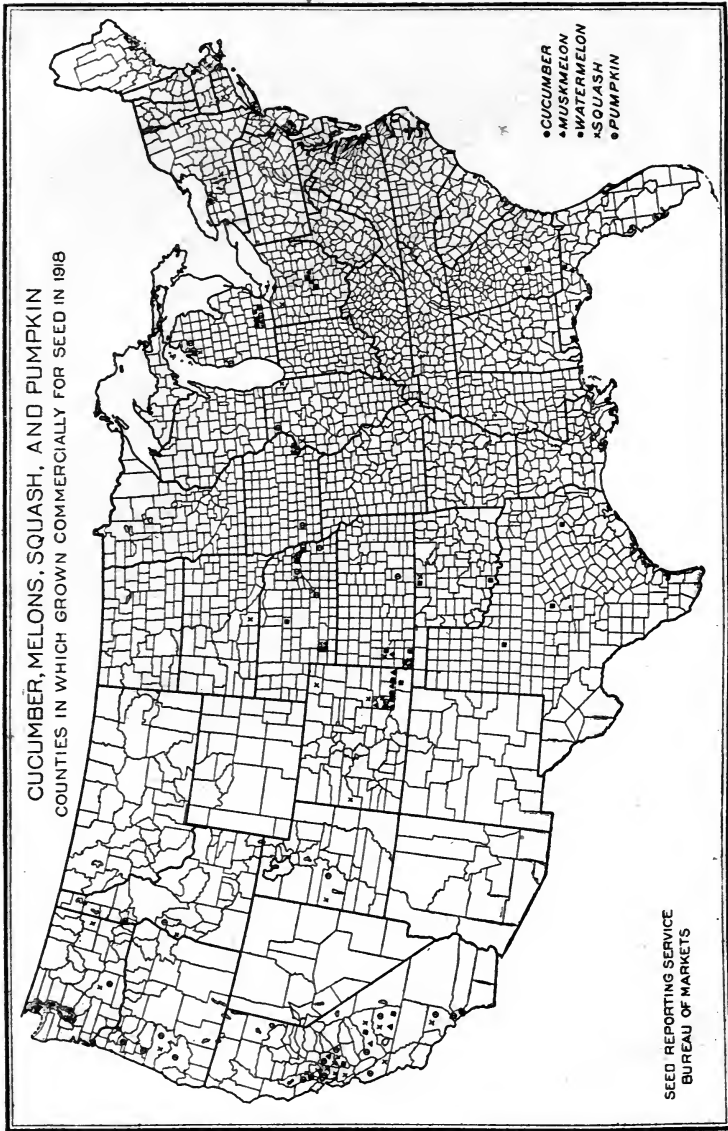 CUCUMBER, MELONS, SQUASH, AND PUMPKIN
COUNTIES IN WHICH GROWN COMMERCIALLY FOR SEED IN 1918
CUCUMBER
MUSKMELON
WATERMELON
SQUASH
PUMPKIN
SEED REPORTING SERVICE
BUREAU OF MARKETS